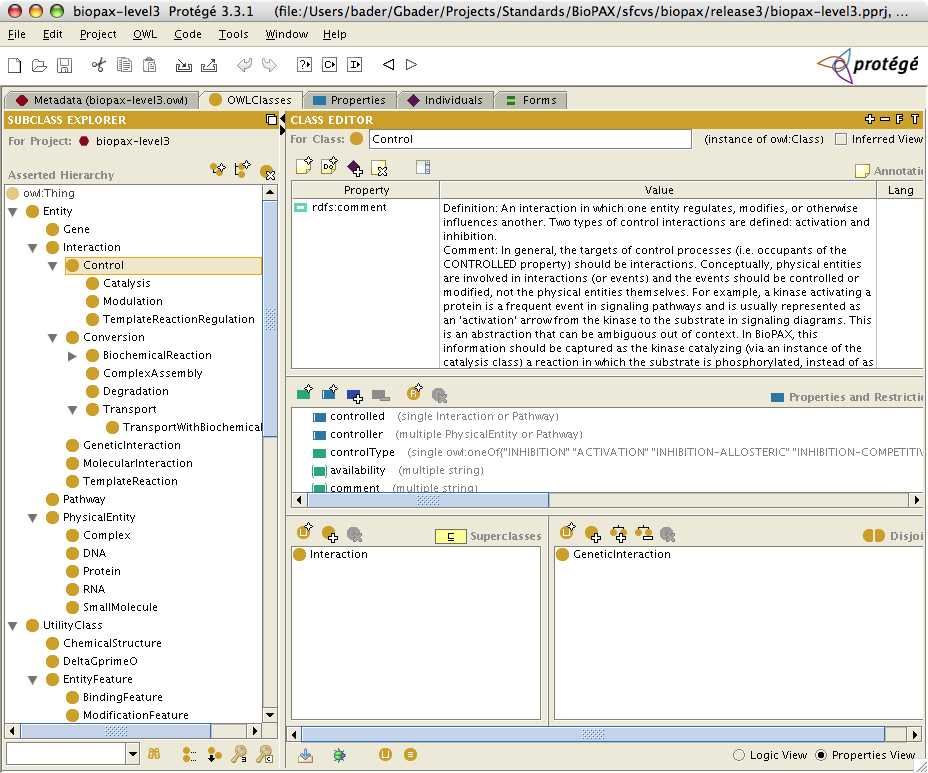 biopax-level3  Protégé 3.3.1    (file:/Users/bader/Gbader/Projects/Standards/BioPAX/sfcvs/biopax/release3/biopax-level3.pprj, ...
File Edit Project OWL Code Tools Window Help
protégé
Metadata (biopax-level3.owl) OWLClasses Properties Individuals Forms
SUBCLASS EXPLORER
For Project: biopax-level3
Asserted Hierarchy
owl:Thing
Entity
Gene
Interaction
Control
Catalysis
Modulation
TemplateReactionRegulation
Conversion
BiochemicalReaction
ComplexAssembly
Degradation
Transport
TransportWithBiochemical
GeneticInteraction
MolecularInteraction
TemplateReaction
Pathway
PhysicalEntity
Complex
DNA
Protein
RNA
SmallMolecule
UtilityClass
ChemicalStructure
DeltaGprimeO
EntityFeature
BindingFeature
ModificationFeature
CLASS EDITOR
+ − F T
For Class: Control (instance of owl:Class) Inferred View
Annotatio
Property Value Lang
rdfs:comment
Definition: An interaction in which one entity regulates, modifies, or otherwise
influences another. Two types of control interactions are defined: activation and
inhibition.
Comment: In general, the targets of control processes (i.e. occupants of the
CONTROLLED property) should be interactions. Conceptually, physical entities
are involved in interactions (or events) and the events should be controlled or
modified, not the physical entities themselves. For example, a kinase activating a
protein is a frequent event in signaling pathways and is usually represented as
an 'activation' arrow from the kinase to the substrate in signaling diagrams. This
is an abstraction that can be ambiguous out of context. In BioPAX, this
information should be captured as the kinase catalyzing (via an instance of the
catalysis class) a reaction in which the substrate is phosphorylated, instead of as
Properties and Restricti
controlled (single Interaction or Pathway)
controller (multiple PhysicalEntity or Pathway)
controlType (single owl:oneOf{"INHIBITION" "ACTIVATION" "INHIBITION-ALLOSTERIC" "INHIBITION-COMPETITIV
availability (multiple string)
comment (multiple string)
Superclasses
Interaction
Disjoi
GeneticInteraction
Logic View Properties View